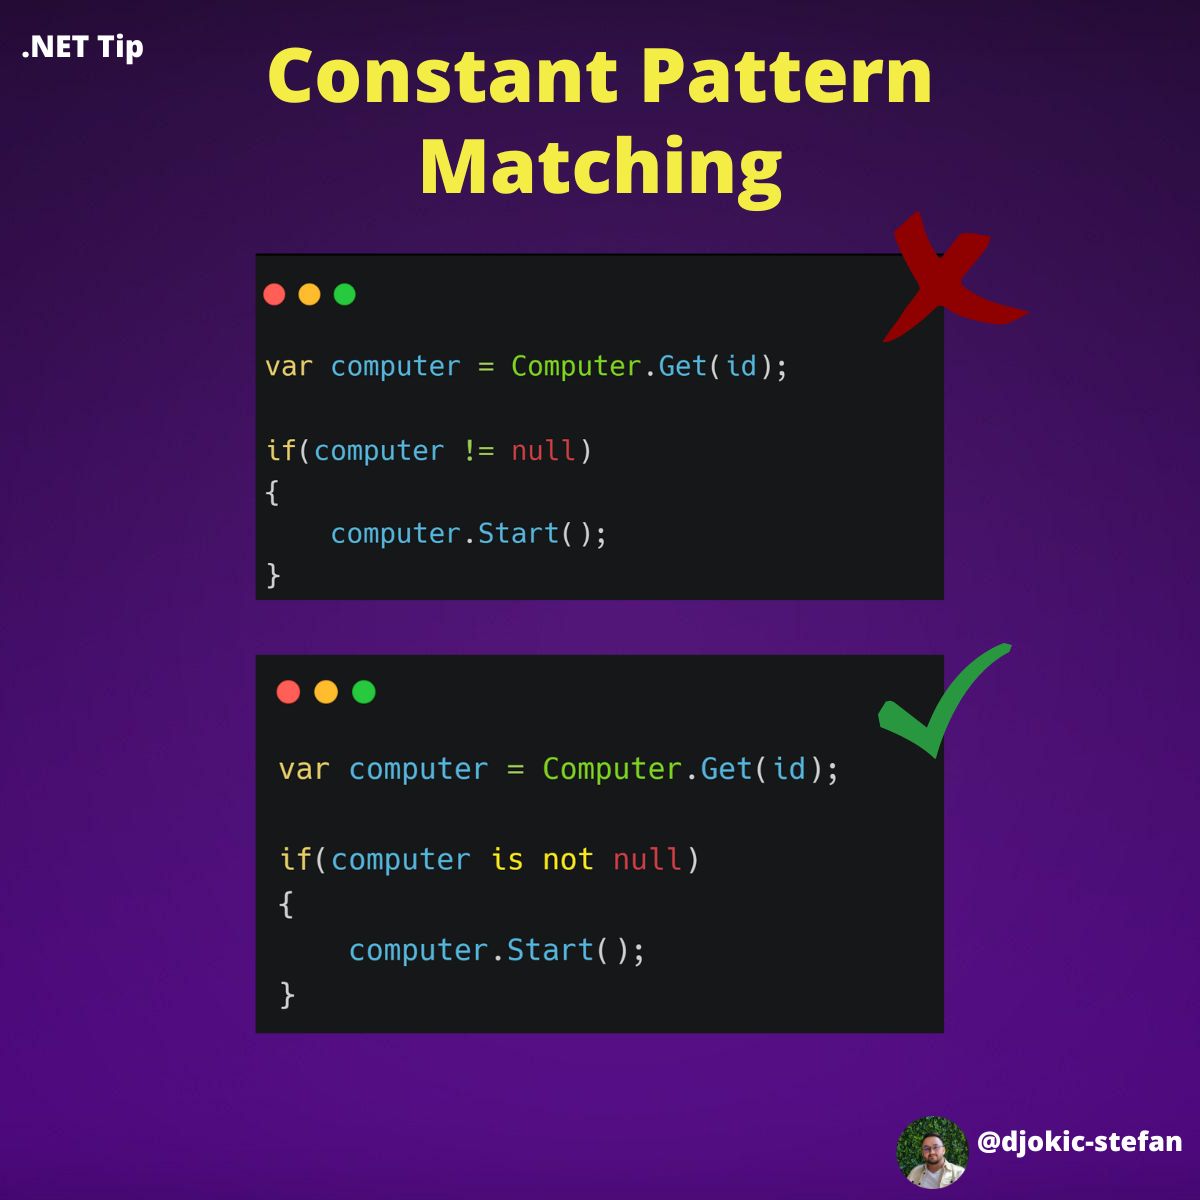 .NET Tip
Constant Pattern
Matching
var computer = Computer.Get(id);
if(computer != null)
{
    computer.Start();
}
var computer = Computer.Get(id);
if(computer is not null)
{
    computer.Start();
}
@djokic-stefan